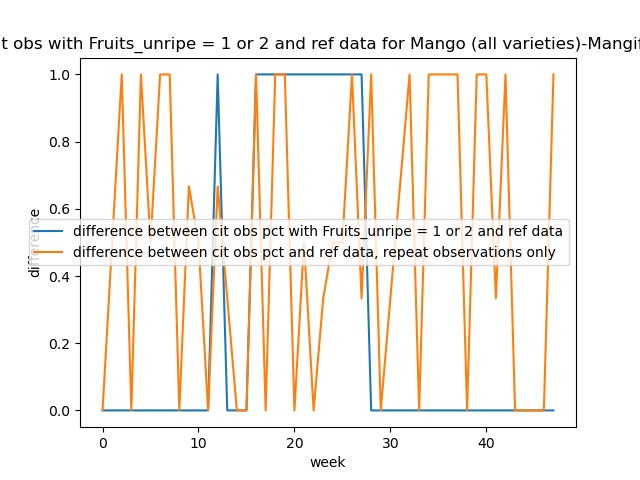 t obs with Fruits_unripe = 1 or 2 and ref data for Mango (all varieties)-Mangif
1.0
0.8
0.6
0.4
0.2
0.0
difference
difference between cit obs pct with Fruits_unripe = 1 or 2 and ref data
difference between cit obs pct and ref data, repeat observations only
0 10 20 30 40
week